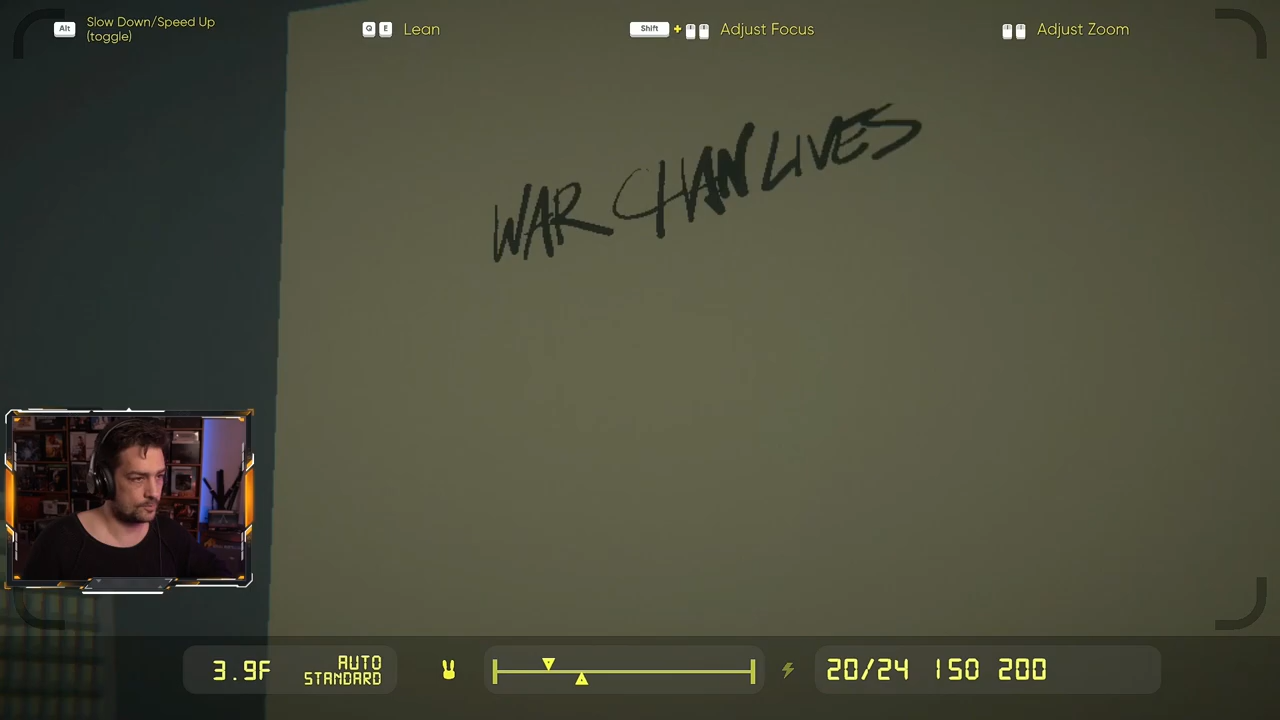 Alt Slow Down/Speed Up (toggle)
Q E Lean
Shift + Adjust Focus
Adjust Zoom
WAR CHAN LIVES
3.9F AUTO STANDARD
20/24 150 200